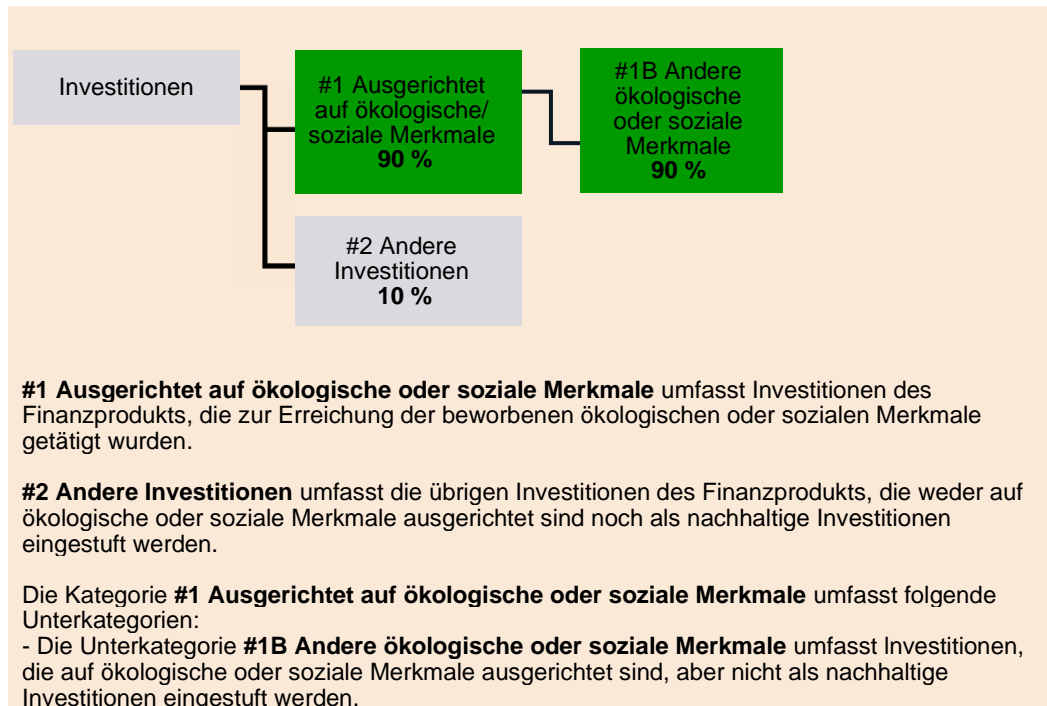 Investitionen
#1 Ausgerichtet
auf ökologische/
soziale Merkmale
90 %
#1B Andere
ökologische
oder soziale
Merkmale
90 %
#2 Andere
Investitionen
10 %
#1 Ausgerichtet auf ökologische oder soziale Merkmale umfasst Investitionen des
Finanzprodukts, die zur Erreichung der beworbenen ökologischen oder sozialen Merkmale
getätigt wurden.
#2 Andere Investitionen umfasst die übrigen Investitionen des Finanzprodukts, die weder auf
ökologische oder soziale Merkmale ausgerichtet sind noch als nachhaltige Investitionen
eingestuft werden.
Die Kategorie #1 Ausgerichtet auf ökologische oder soziale Merkmale umfasst folgende
Unterkategorien:
- Die Unterkategorie #1B Andere ökologische oder soziale Merkmale umfasst Investitionen,
die auf ökologische oder soziale Merkmale ausgerichtet sind, aber nicht als nachhaltige
Investitionen eingestuft werden.